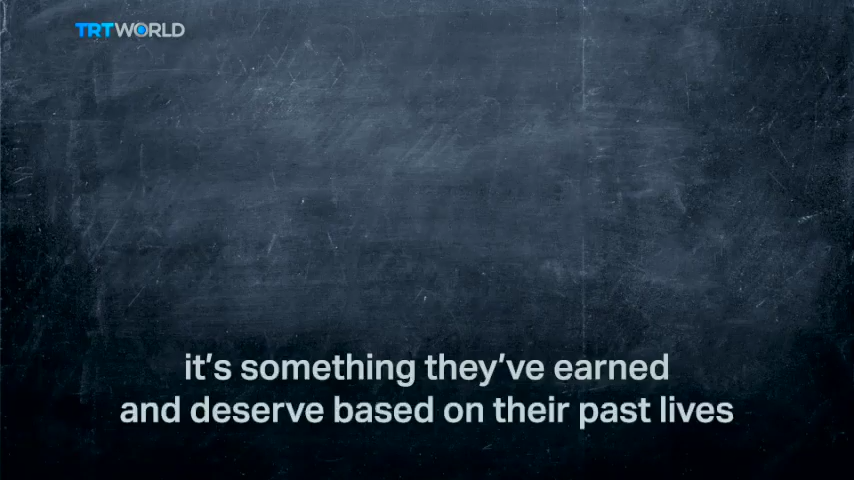 TRTWORLD
it's something they've earned
and deserve based on their past lives